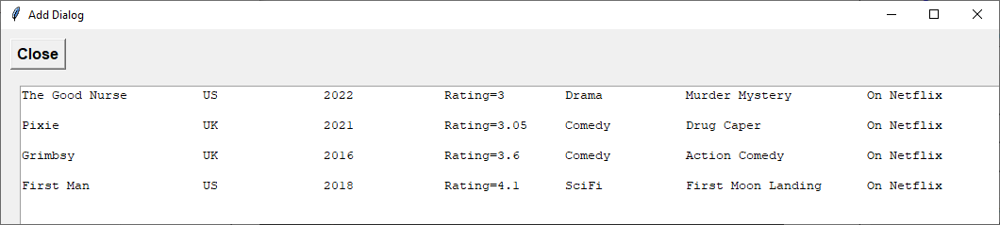 Add Dialog
Close
The Good Nurse US 2022 Rating=3 Drama Murder Mystery On Netflix
Pixie UK 2021 Rating=3.05 Comedy Drug Caper On Netflix
Grimbsy UK 2016 Rating=3.6 Comedy Action Comedy On Netflix
First Man US 2018 Rating=4.1 SciFi First Moon Landing On Netflix